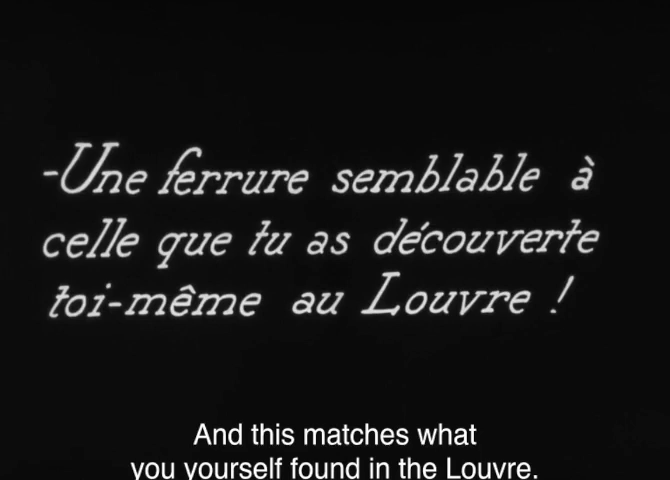 -Une ferrure semblable à
celle que tu as découverte
toi-même au Louvre !
And this matches what
you yourself found in the Louvre.